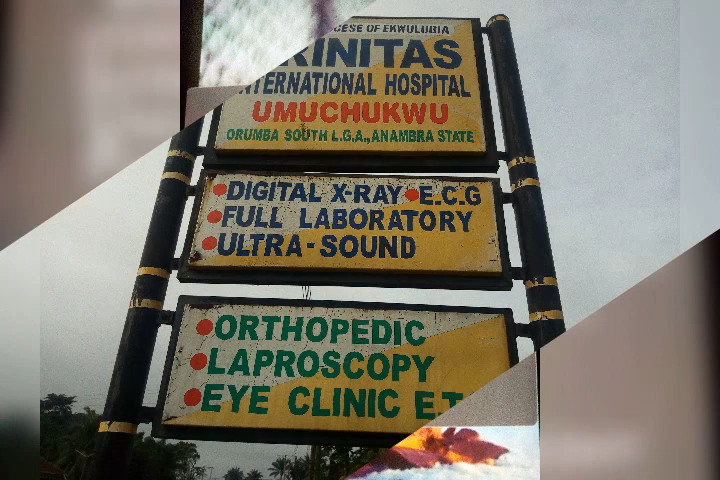 CESE OF EKWULOBIA
RINITAS
INTERNATIONAL HOSPITAL
UMUCHUKWU
ORUMBA SOUTH L.G.A., ANAMBRA STATE
•DIGITAL X-RAY •E.C.G
•FULL LABORATORY
•ULTRA-SOUND
•ORTHOPEDIC
•LAPROSCOPY
•EYE CLINIC E.T